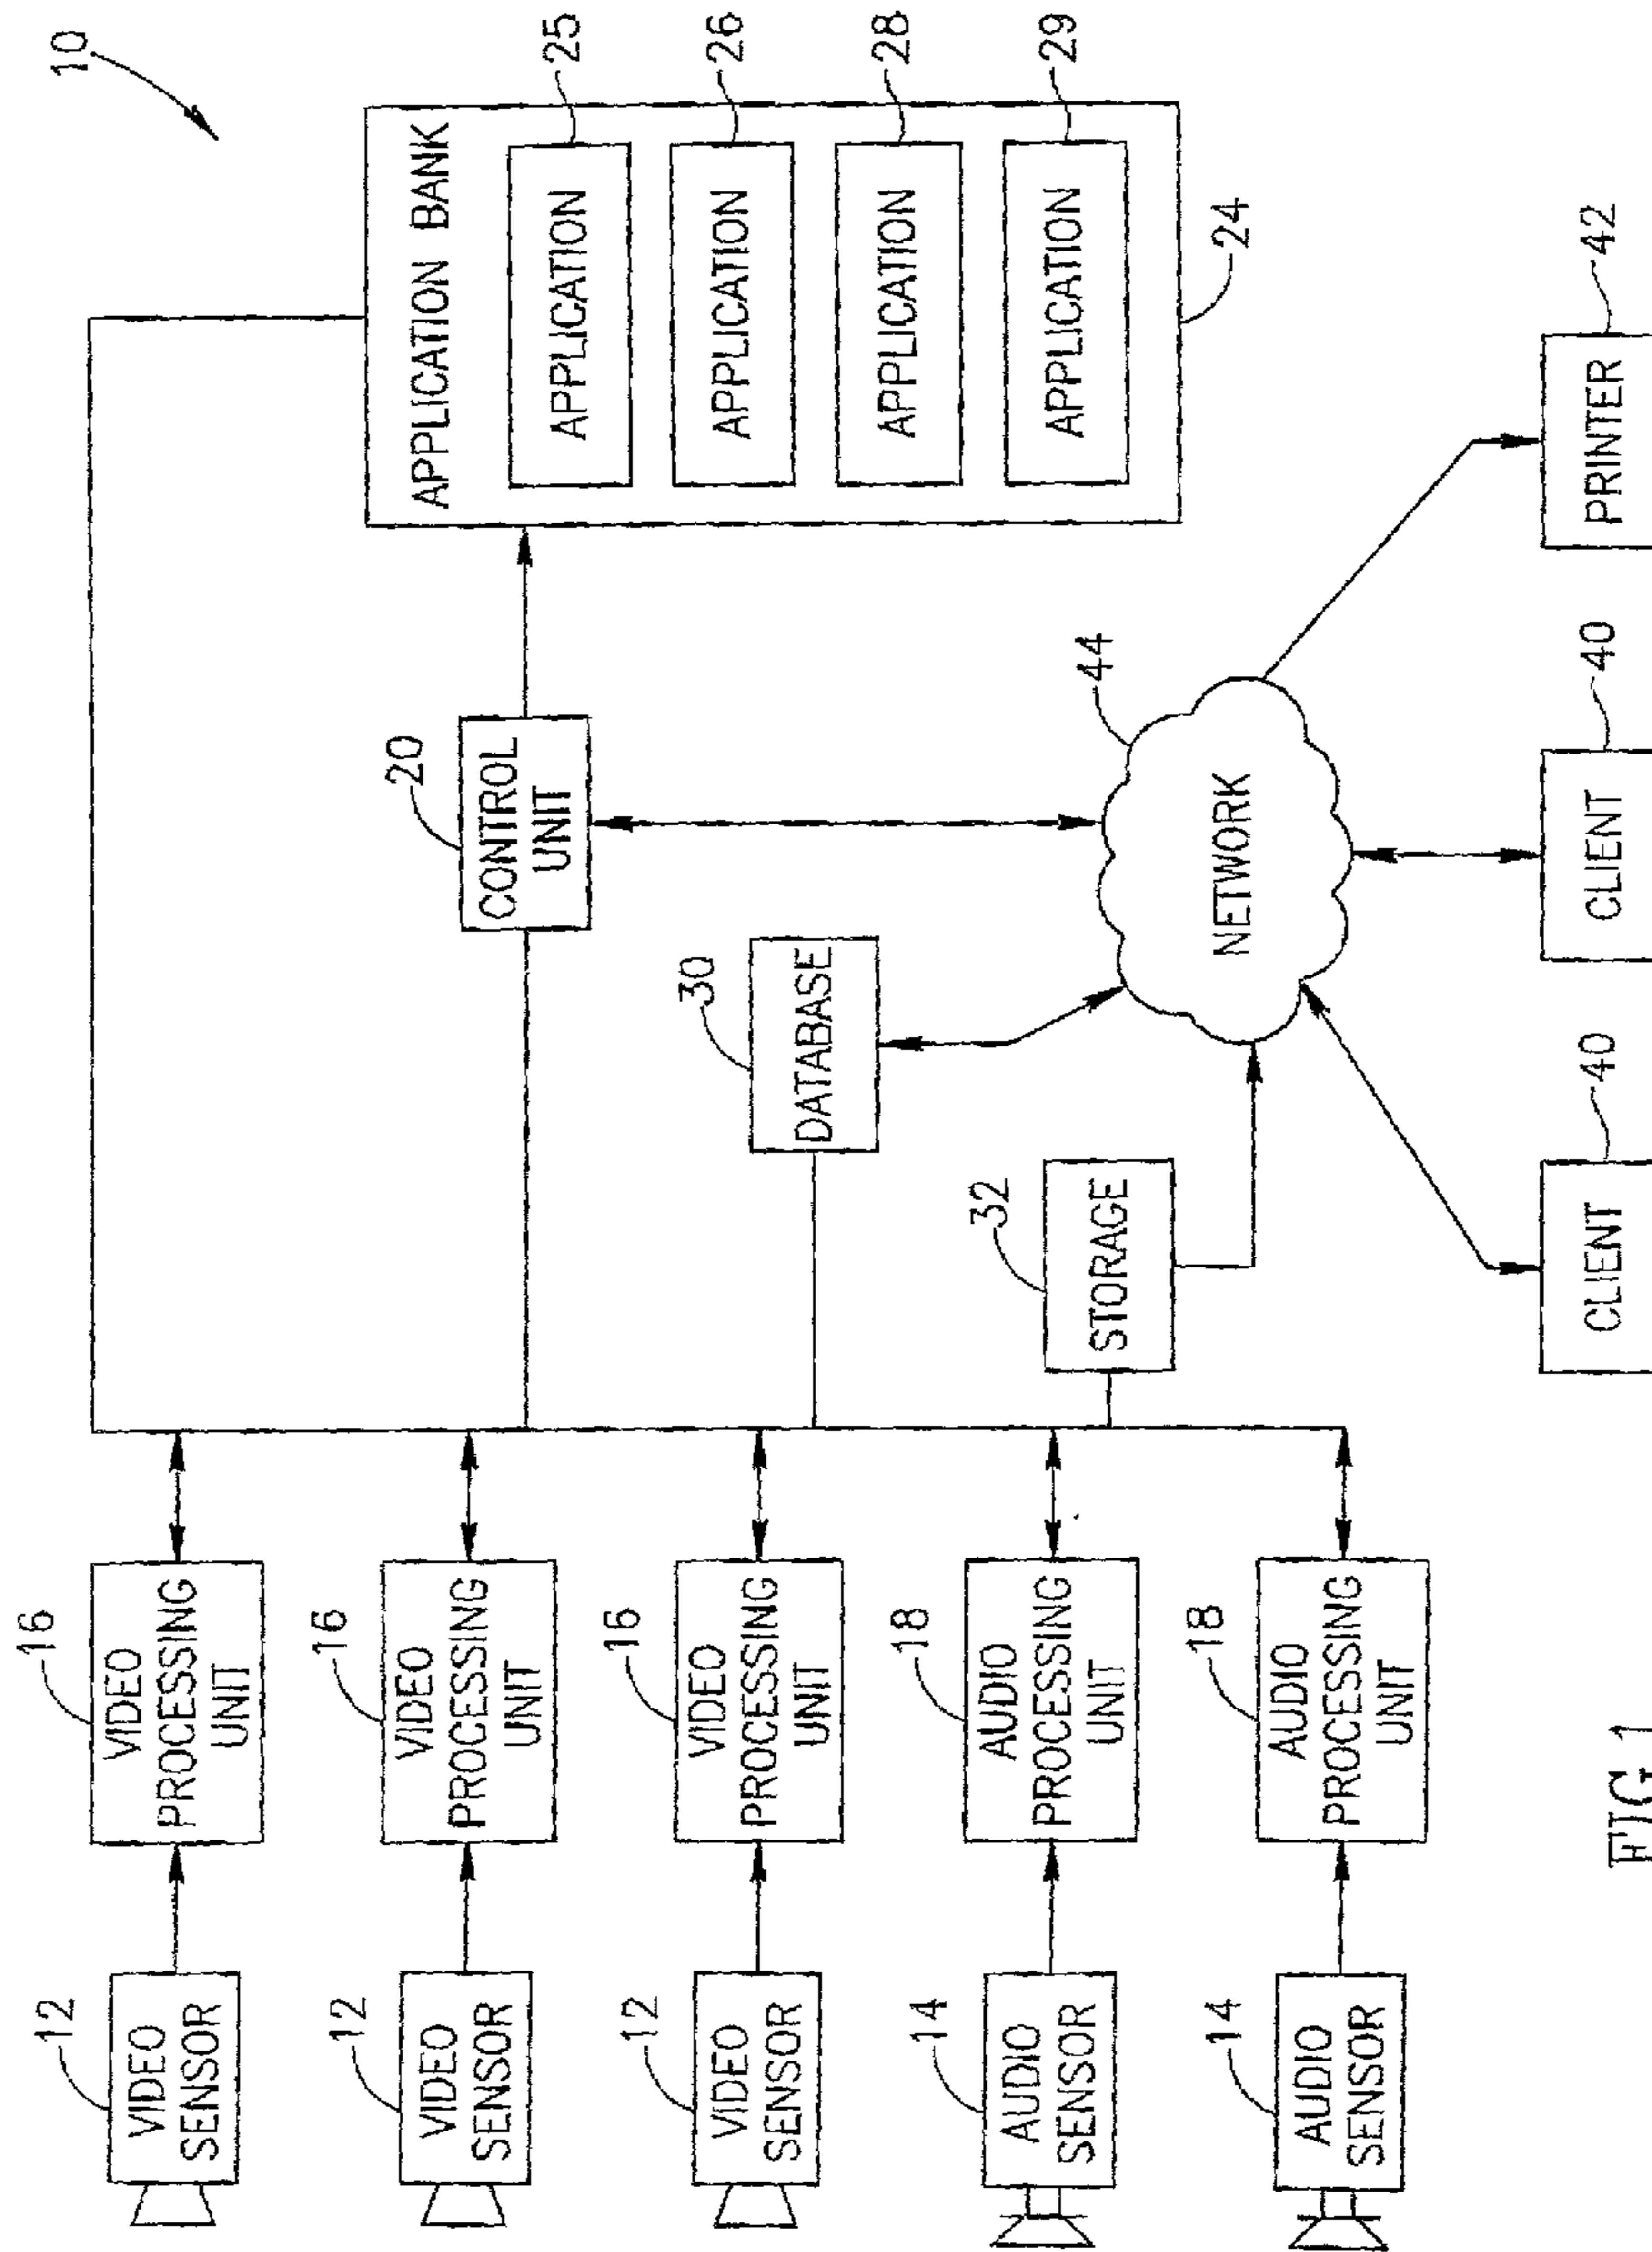 10
12
VIDEO
SENSOR
16
VIDEO
PROCESSING
UNIT
12
VIDEO
SENSOR
16
VIDEO
PROCESSING
UNIT
12
VIDEO
SENSOR
16
VIDEO
PROCESSING
UNIT
14
AUDIO
SENSOR
18
AUDIO
PROCESSING
UNIT
14
AUDIO
SENSOR
18
AUDIO
PROCESSING
UNIT
20
CONTROL
UNIT
30
DATABASE
32
STORAGE
APPLICATION BANK
APPLICATION
25
APPLICATION
26
APPLICATION
28
APPLICATION
29
24
44
NETWORK
40
CLIENT
40
CLIENT
42
PRINTER
FIG.1